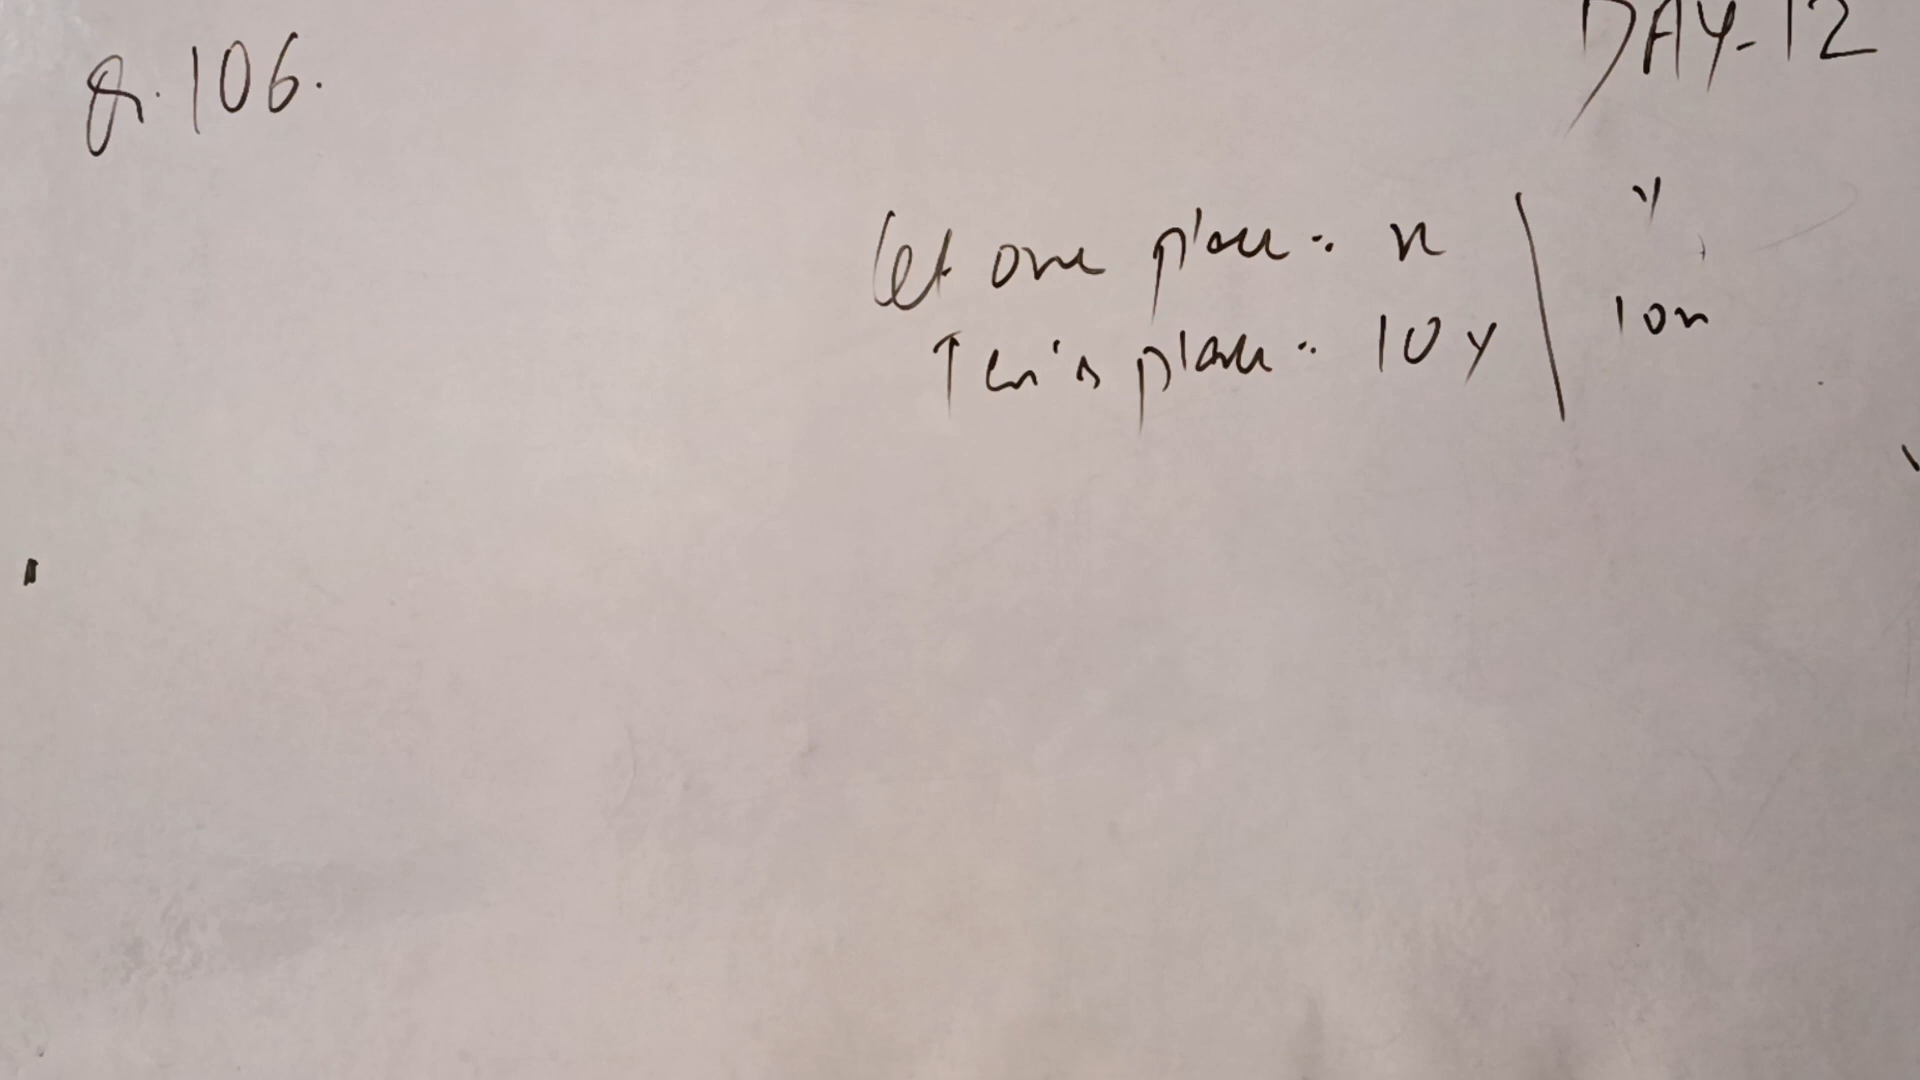 Q.106.
DAY-12
let one place: x | y
Ten's place: 10y | 10x